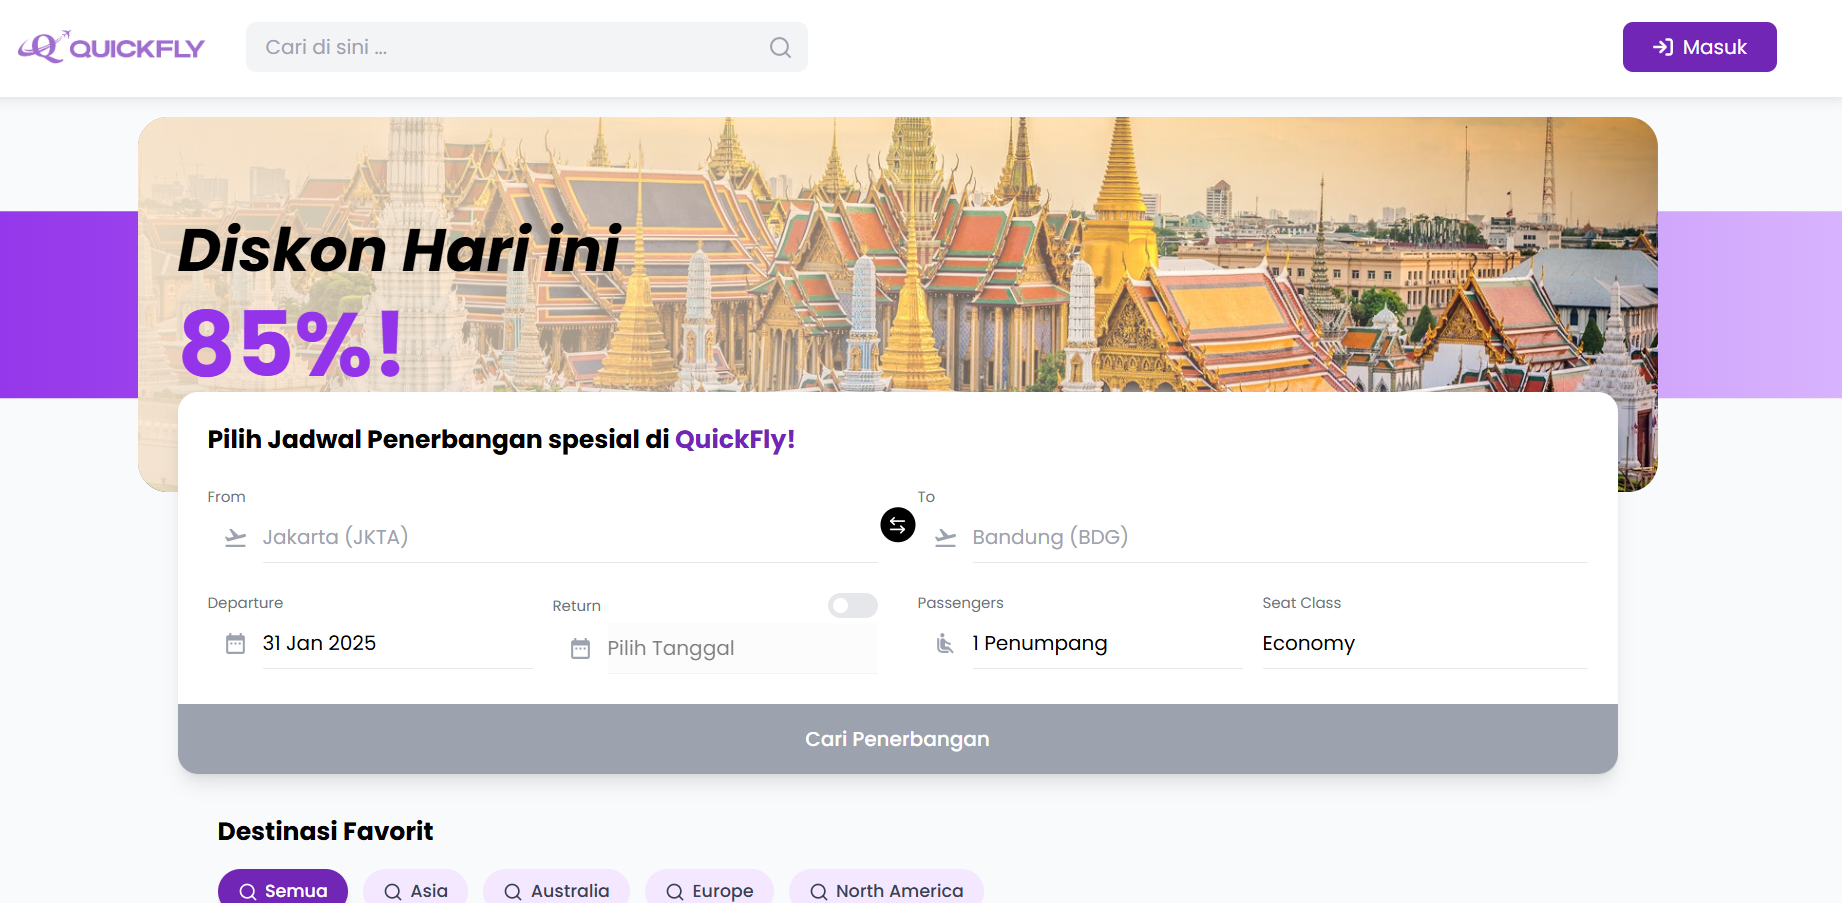 QUICKFLY
Cari di sini ...
Masuk
Diskon Hari ini
85%!
Pilih Jadwal Penerbangan spesial di QuickFly!
From
To
Jakarta (JKTA)
Bandung (BDG)
Departure
Return
Passengers
Seat Class
31 Jan 2025
Pilih Tanggal
1 Penumpang
Economy
Cari Penerbangan
Destinasi Favorit
Semua
Asia
Australia
Europe
North America